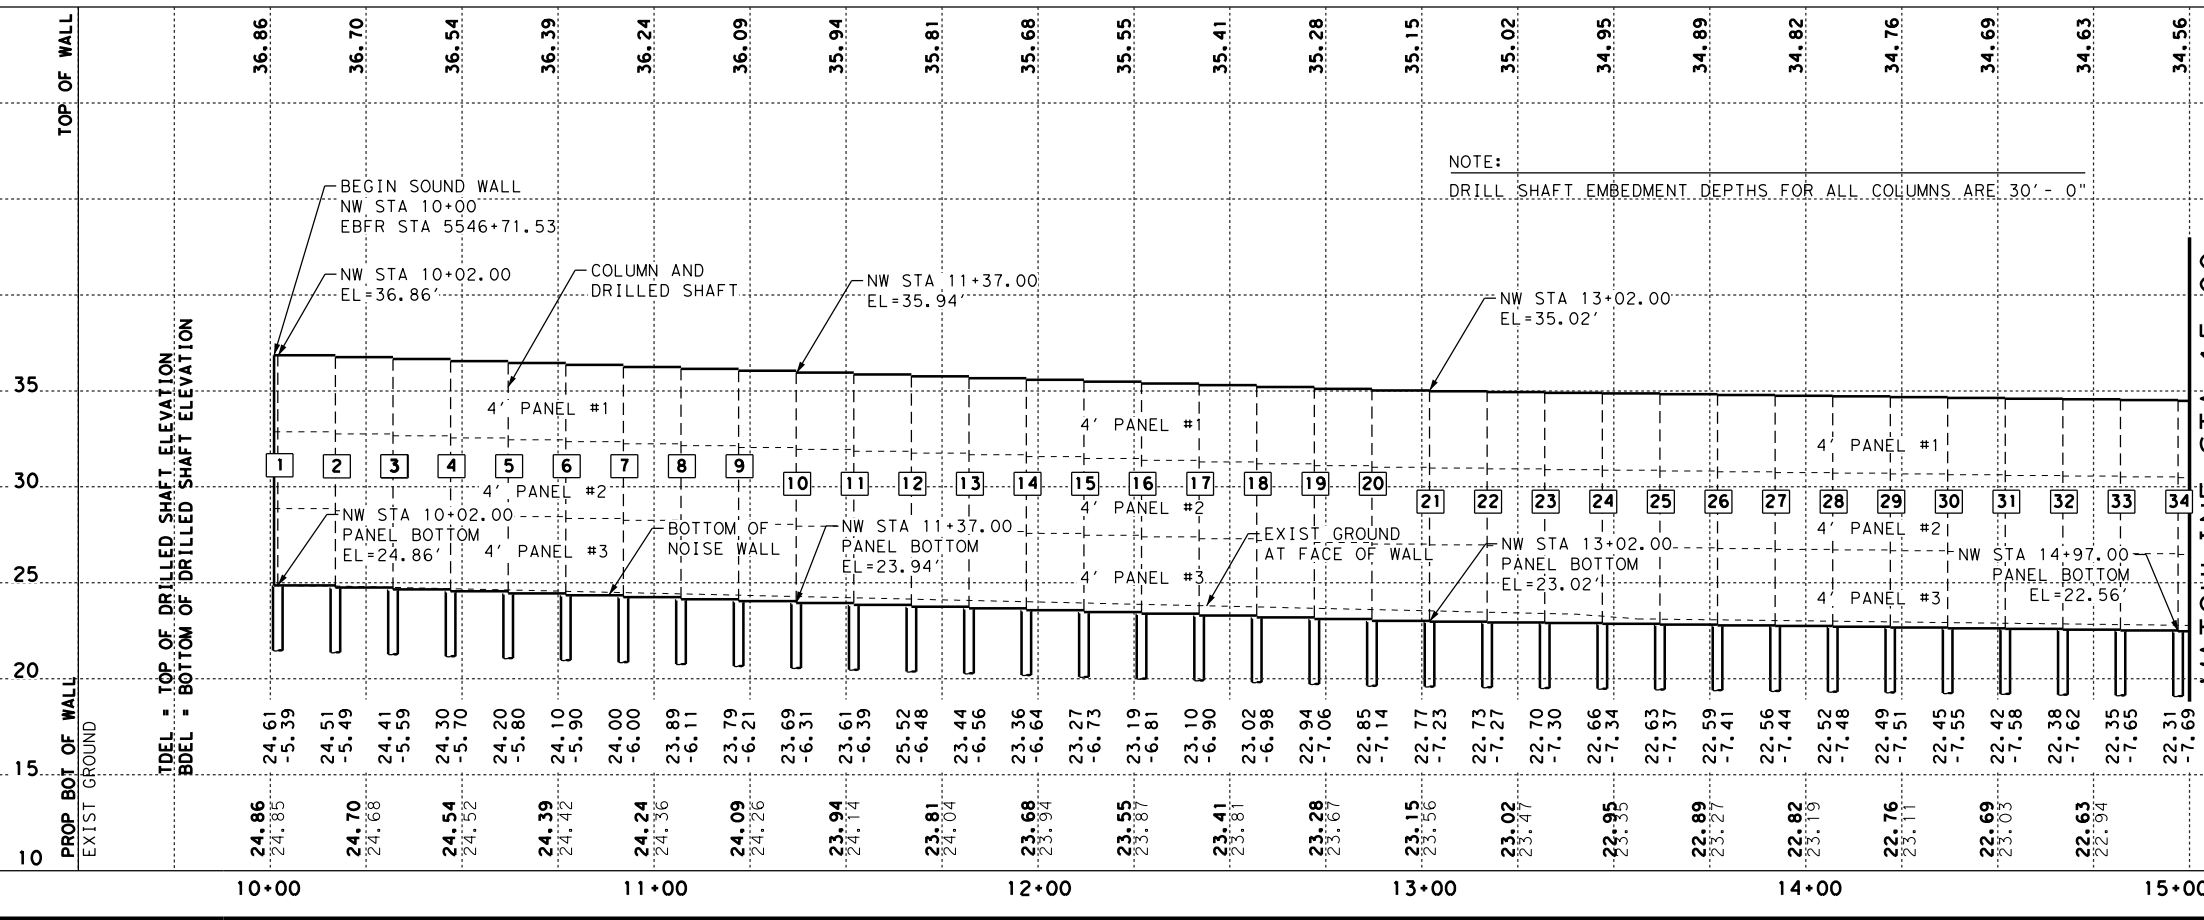 TOP OF WALL
36.86 36.70 36.54 36.39 36.24 36.09 35.94 35.81 35.68 35.55 35.41 35.28 35.15 35.02 34.95 34.89 34.82 34.76 34.69 34.63 34.56
NOTE:
DRILL SHAFT EMBEDMENT DEPTHS FOR ALL COLUMNS ARE 30'- 0"
BEGIN SOUND WALL
NW STA 10+00
EBFR STA 5546+71.53
NW STA 10+02.00
EL=36.86'
COLUMN AND
DRILLED SHAFT
NW STA 11+37.00
EL=35.94'
NW STA 13+02.00
EL=35.02'
35
30
25
20
15
10
4' PANEL #1
4' PANEL #1
4' PANEL #1
1 2 3 4 5 6 7 8 9 10 11 12 13 14 15 16 17 18 19 20 21 22 23 24 25 26 27 28 29 30 31 32 33 34
4' PANEL #2
4' PANEL #2
4' PANEL #2
NW STA 10+02.00
PANEL BOTTOM
EL=24.86'
4' PANEL #3
BOTTOM OF
NOISE WALL
NW STA 11+37.00
PANEL BOTTOM
EL=23.94'
4' PANEL #3
EXIST GROUND
AT FACE OF WALL
NW STA 13+02.00
PANEL BOTTOM
EL=23.02'
4' PANEL #3
NW STA 14+97.00
PANEL BOTTOM
EL=22.56'
TDEL = TOP OF DRILLED SHAFT ELEVATION
BDEL = BOTTOM OF DRILLED SHAFT ELEVATION
24.61 24.51 24.41 24.30 24.20 24.10 24.00 23.89 23.79 23.69 23.61 25.52 23.44 23.36 23.27 23.19 23.10 23.02 22.94 22.85 22.77 22.73 22.70 22.66 22.63 22.59 22.56 22.52 22.49 22.45 22.42 22.38 22.35 22.31
-5.39 -5.49 -5.59 -5.70 -5.80 -5.90 -6.00 -6.11 -6.21 -6.31 -6.39 -6.48 -6.56 -6.64 -6.73 -6.81 -6.90 -6.98 -7.06 -7.14 -7.23 -7.27 -7.30 -7.34 -7.37 -7.41 -7.44 -7.48 -7.51 -7.55 -7.58 -7.62 -7.65 -7.69
PROP BOT OF WALL
24.86 24.70 24.54 24.39 24.24 24.09 23.94 23.81 23.68 23.55 23.41 23.28 23.15 23.02 22.95 22.89 22.82 22.76 22.69 22.63
EXIST GROUND
24.85 24.68 24.52 24.42 24.36 24.26 24.14 24.04 23.94 23.87 23.81 23.67 23.56 23.47 23.35 23.27 23.19 23.11 23.03 22.94
10+00 11+00 12+00 13+00 14+00